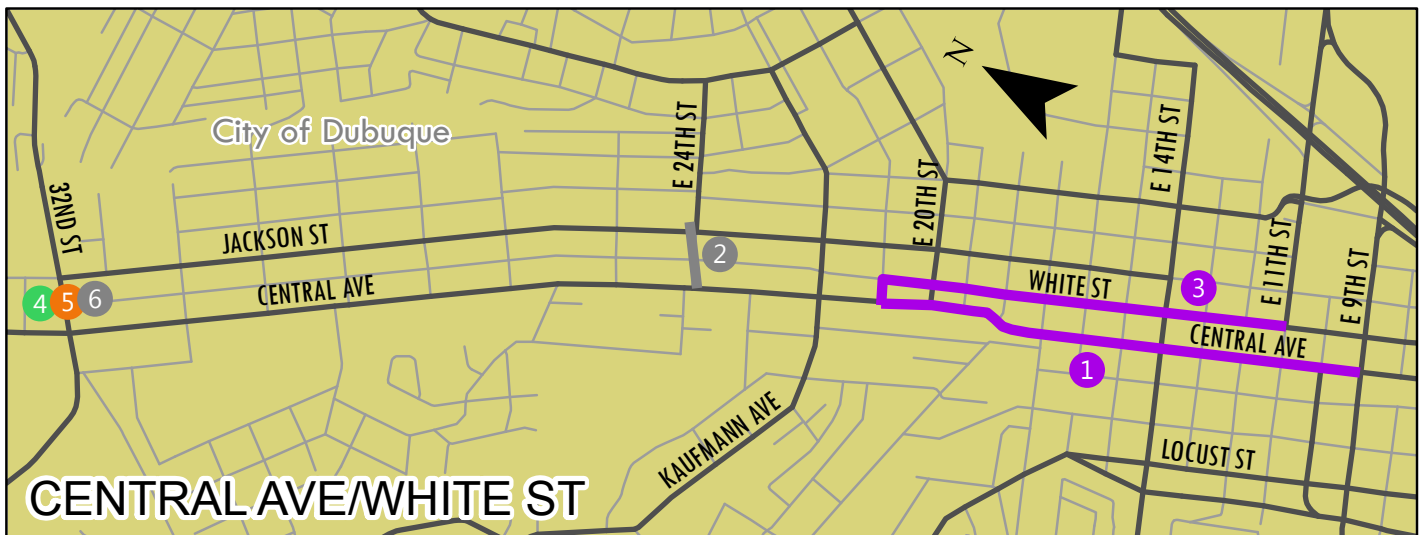 N
City of Dubuque
E 24TH ST
E 14TH ST
32ND ST
E 20TH ST
JACKSON ST
E 11TH ST
E 9TH ST
2
CENTRAL AVE
WHITE ST
3
4
5
6
CENTRAL AVE
1
KAUFMANN AVE
LOCUST ST
CENTRAL AVE/WHITE ST